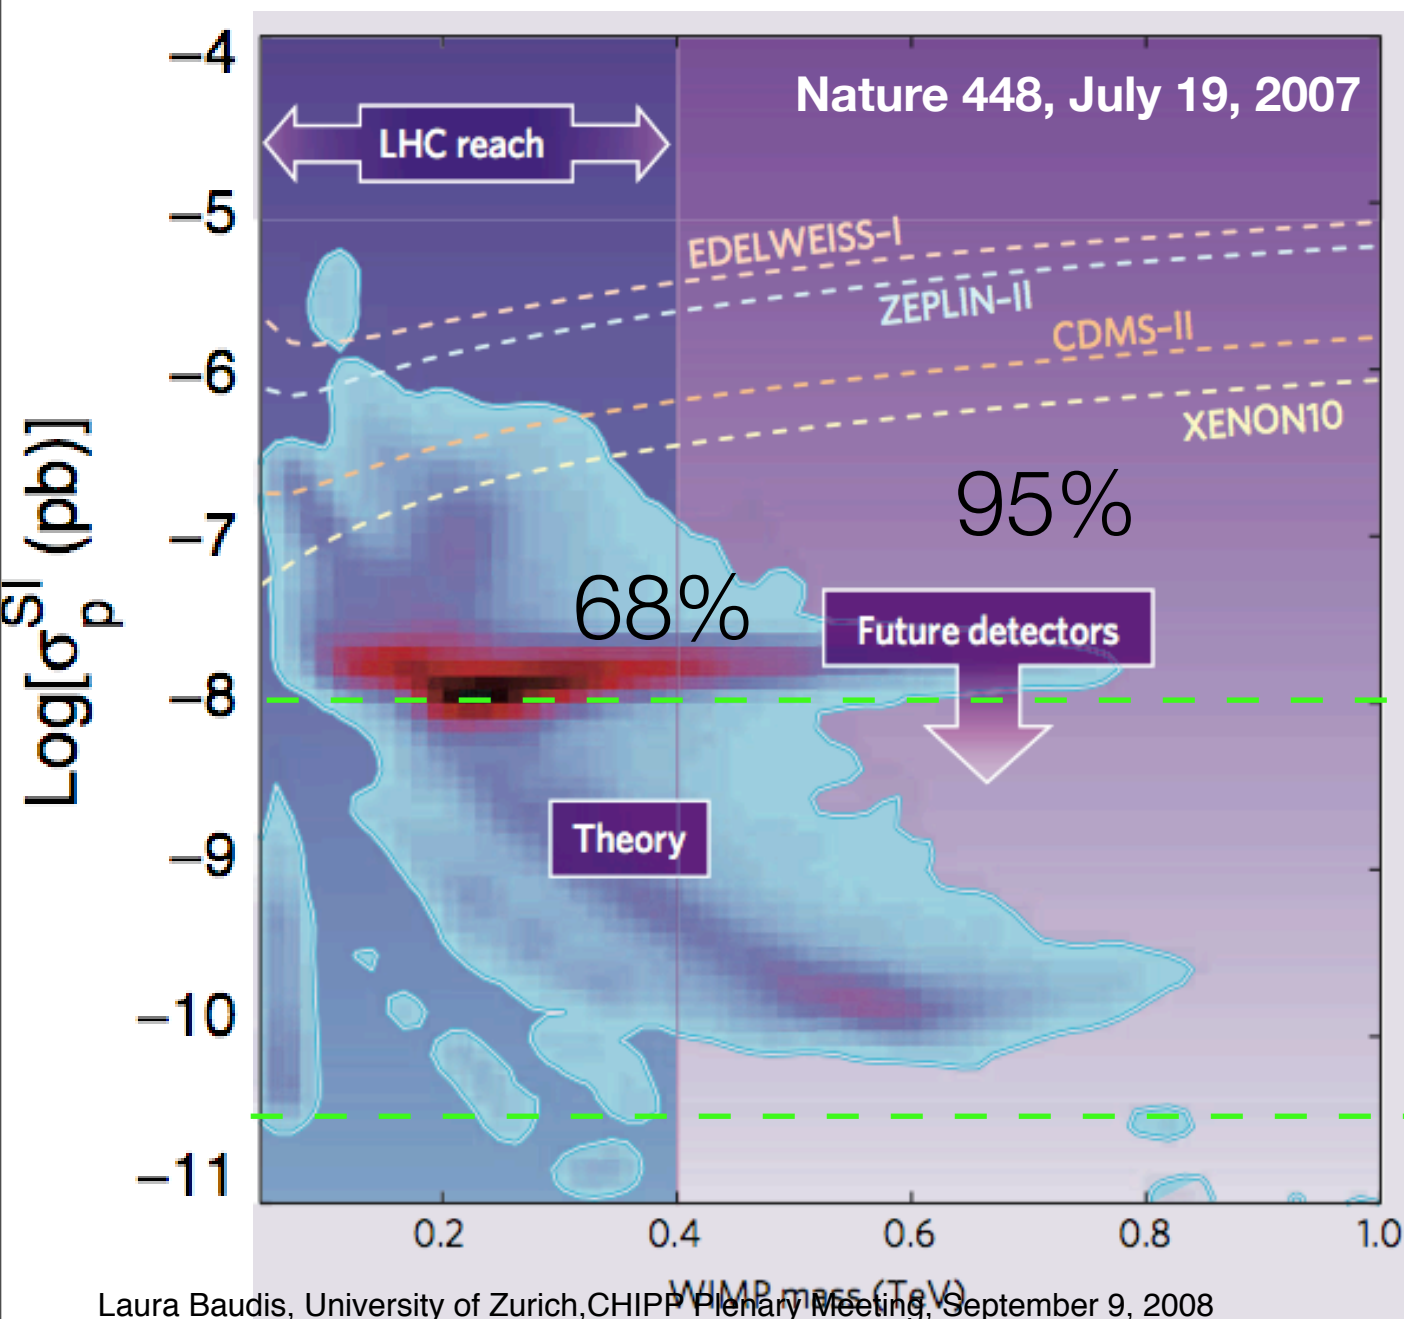 Nature 448, July 19, 2007
LHC reach
−4
−5
−6
−7
−8
−9
−10
−11
Log[σ_p^SI (pb)]
EDELWEISS-I
ZEPLIN-II
CDMS-II
XENON10
95%
68%
Future detectors
Theory
0.2 0.4 0.6 0.8 1.0
WIMP mass (TeV)
Laura Baudis, University of Zurich,CHIPP Plenary Meeting, September 9, 2008